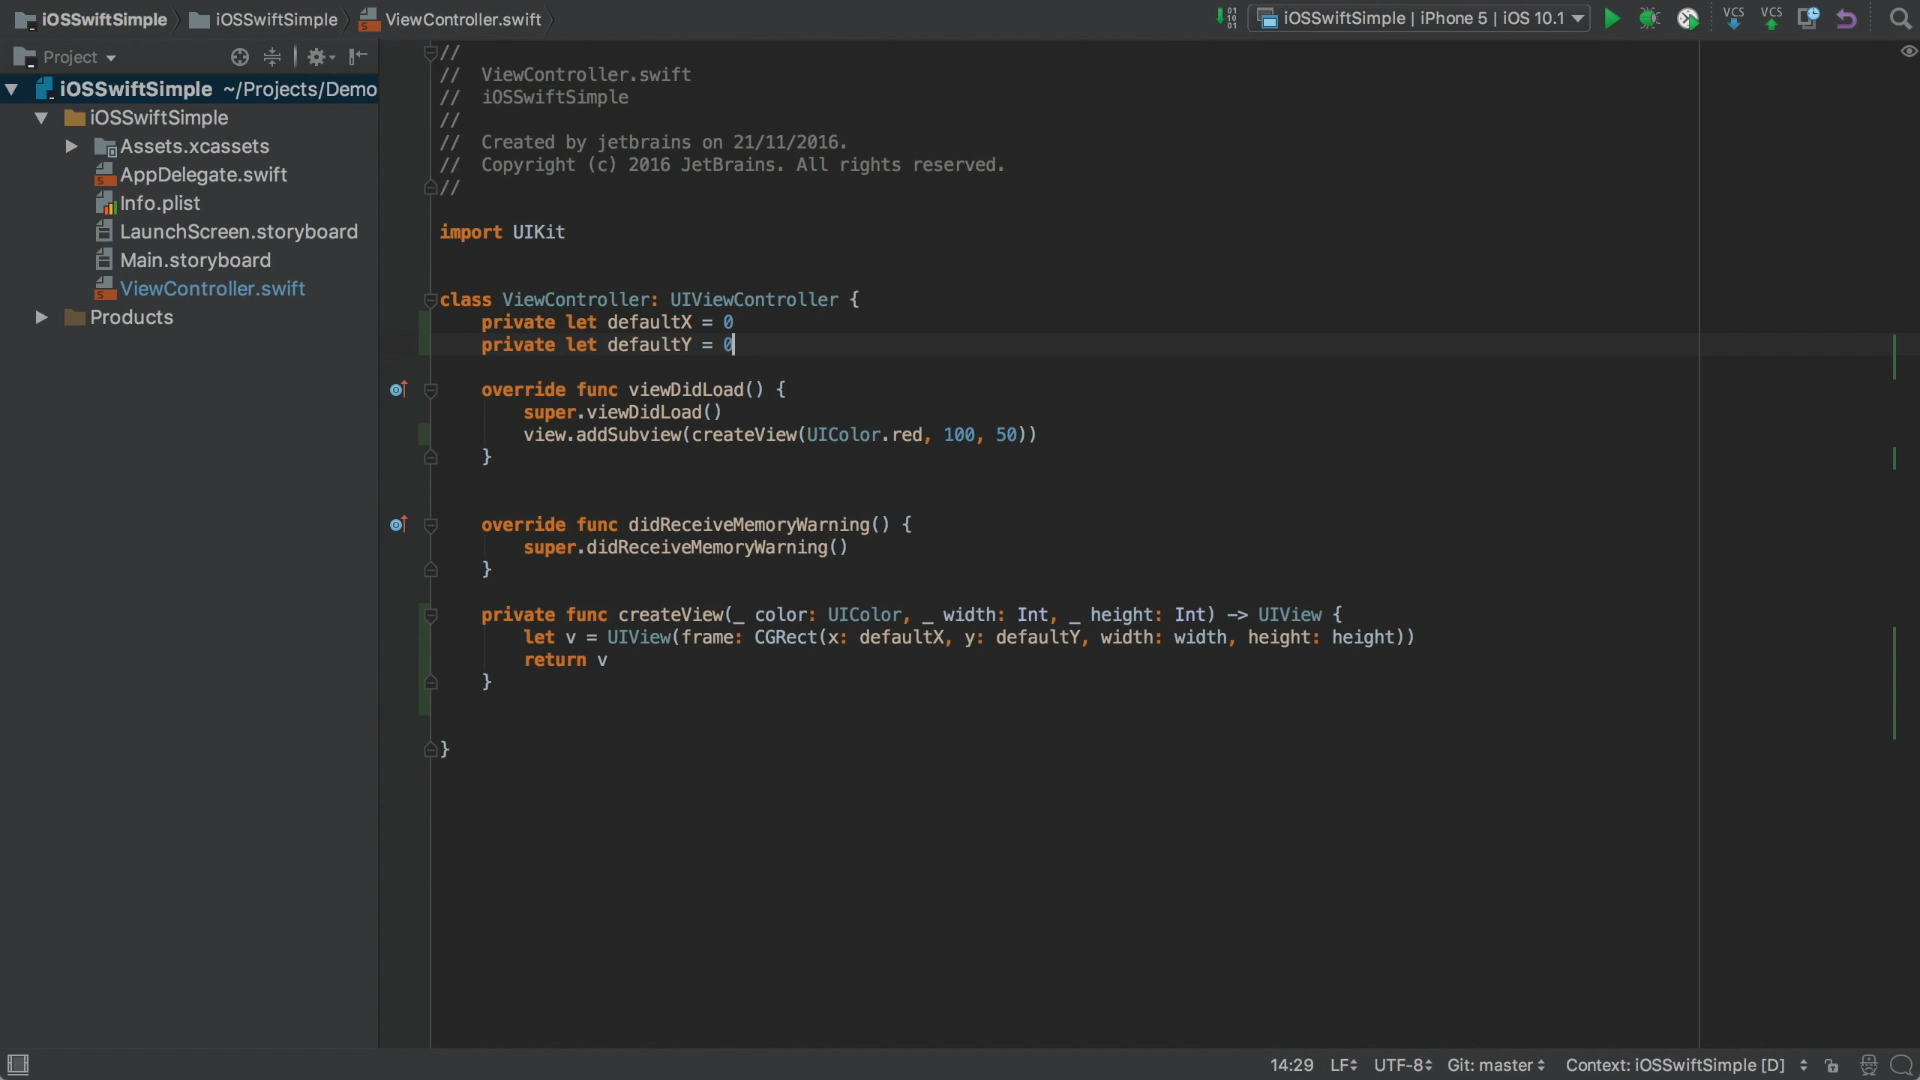 iOSSwiftSimple iOSSwiftSimple ViewController.swift
iOSSwiftSimple | iPhone 5 | iOS 10.1
VCS VCS
Project
iOSSwiftSimple ~/Projects/Demo
iOSSwiftSimple
Assets.xcassets
AppDelegate.swift
Info.plist
LaunchScreen.storyboard
Main.storyboard
ViewController.swift
Products
//
// ViewController.swift
// iOSSwiftSimple
//
// Created by jetbrains on 21/11/2016.
// Copyright (c) 2016 JetBrains. All rights reserved.
//
import UIKit
class ViewController: UIViewController {
private let defaultX = 0
private let defaultY = 0
override func viewDidLoad() {
super.viewDidLoad()
view.addSubview(createView(UIColor.red, 100, 50))
}
override func didReceiveMemoryWarning() {
super.didReceiveMemoryWarning()
}
private func createView(_ color: UIColor, _ width: Int, _ height: Int) -> UIView {
let v = UIView(frame: CGRect(x: defaultX, y: defaultY, width: width, height: height))
return v
}
}
14:29 LF UTF-8 Git: master Context: iOSSwiftSimple [D]